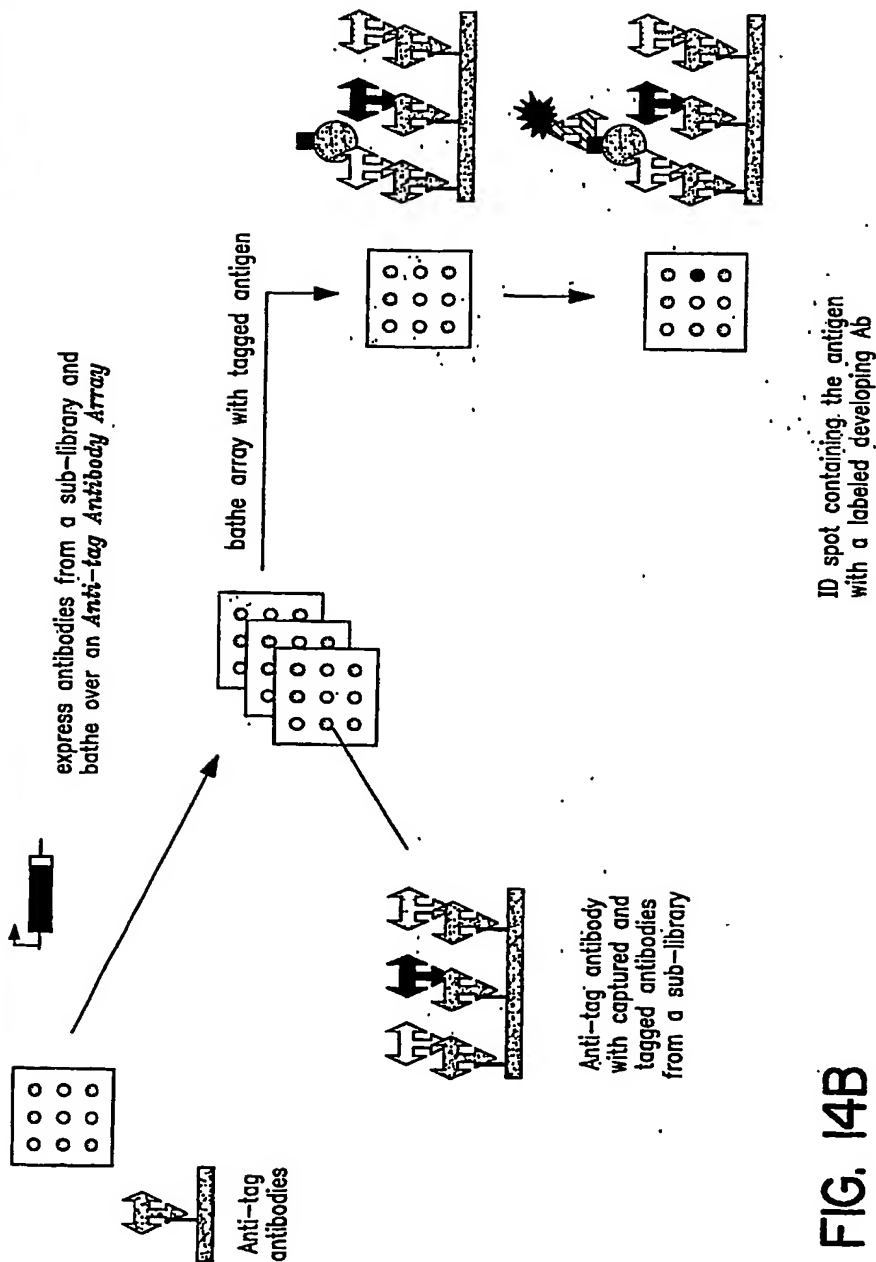 express antibodies from a sub-library and
bathe over an Anti-tag Antibody Array
Anti-tag
antibodies
bathe array with tagged antigen
Anti-tag antibody
with captured and
tagged antibodies
from a sub-library
ID spot containing the antigen
with a labeled developing Ab
FIG. 14B